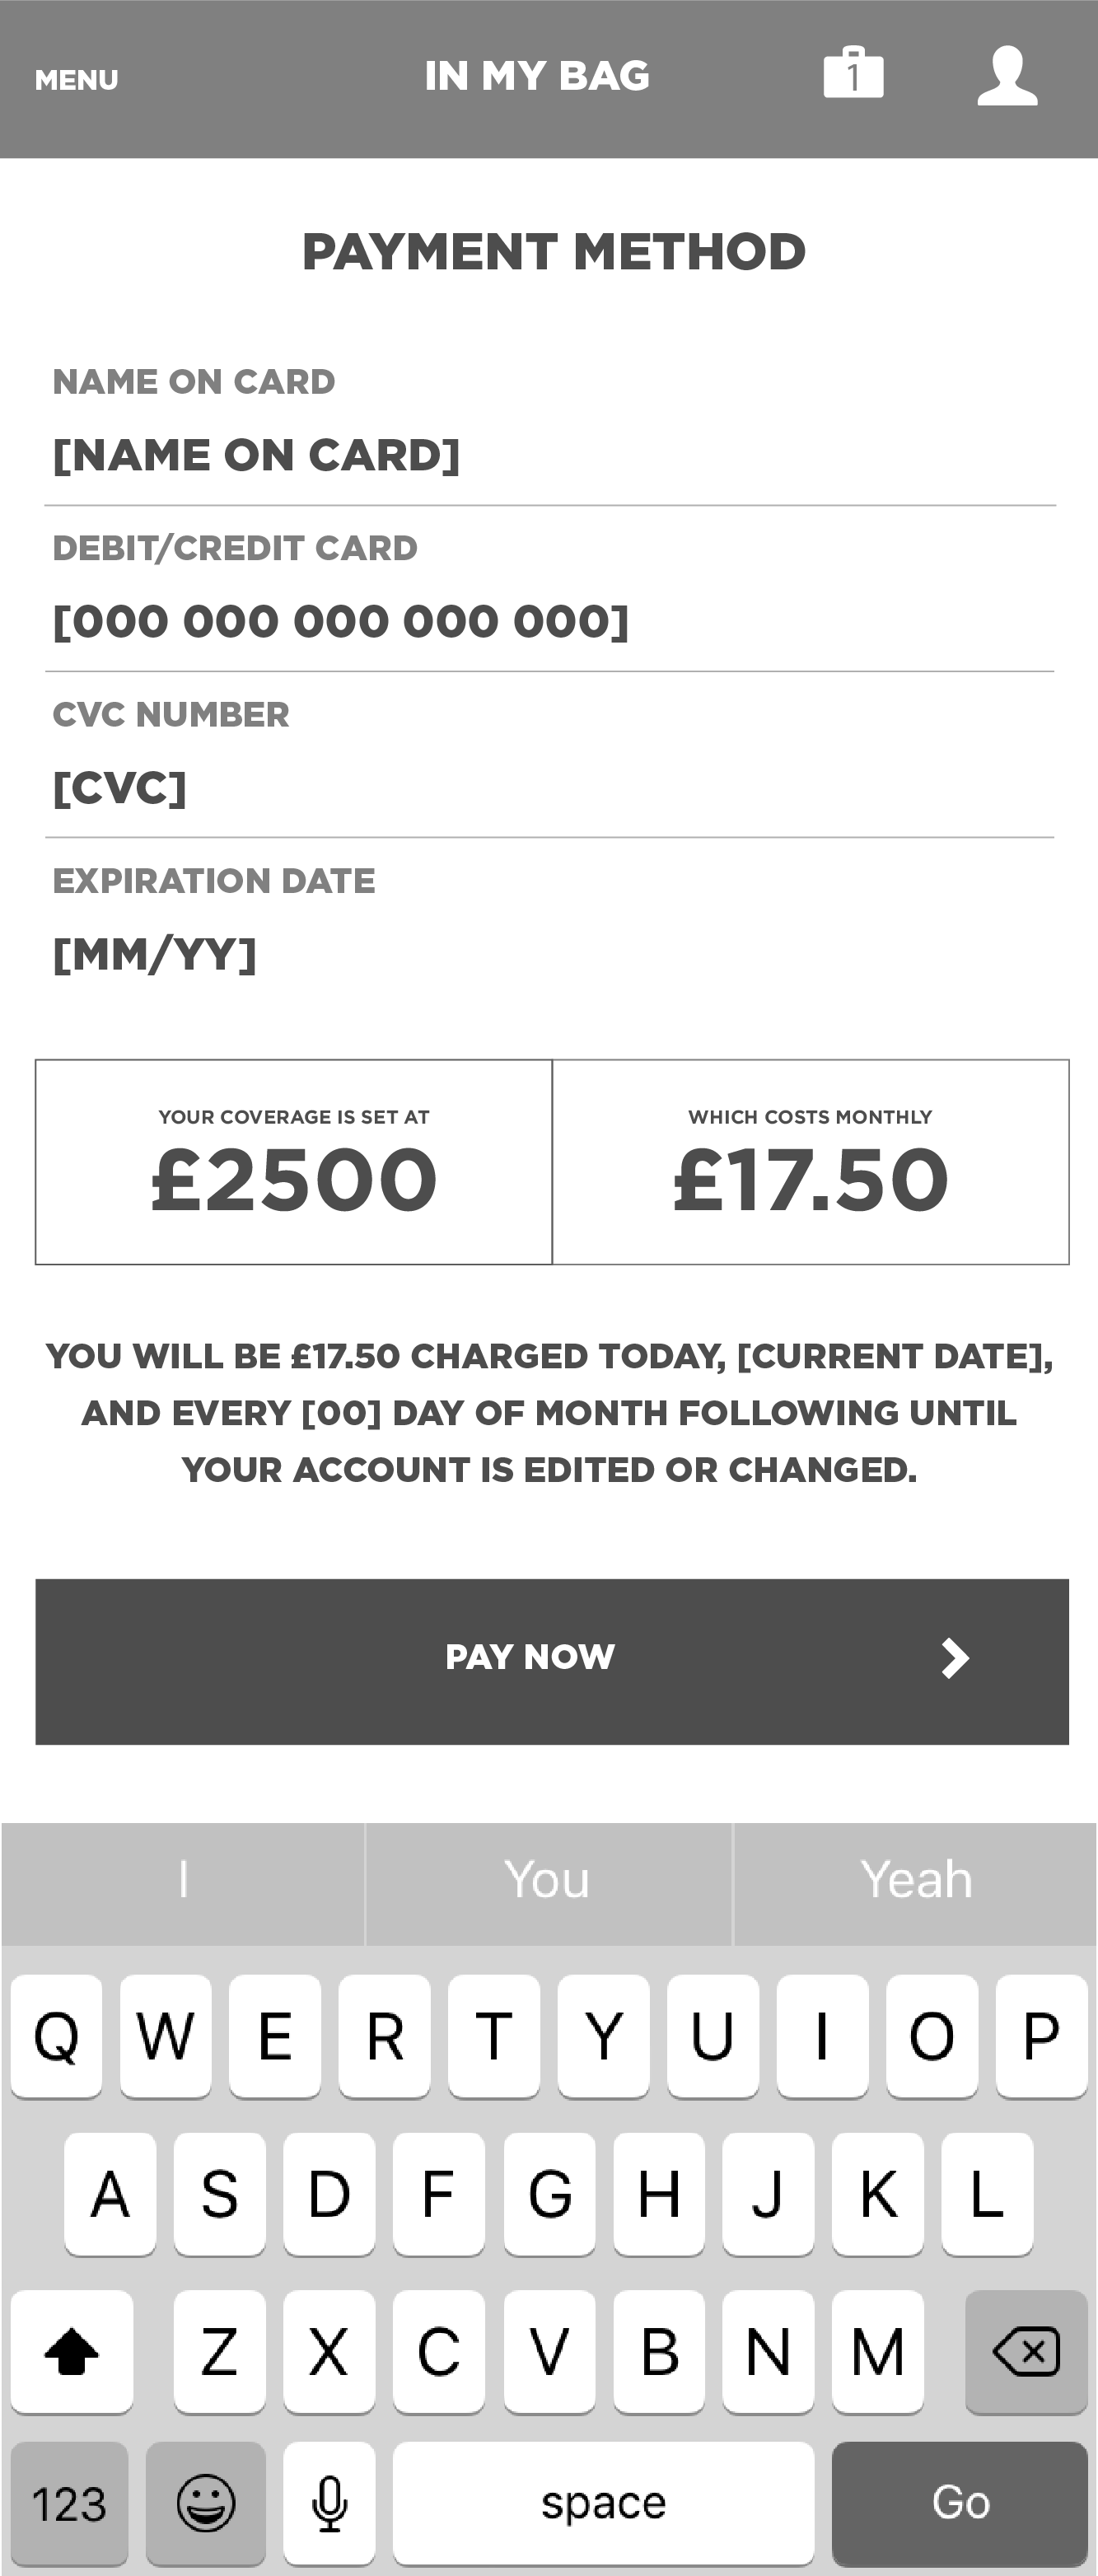 MENU
IN MY BAG
1
PAYMENT METHOD
NAME ON CARD
[NAME ON CARD]
DEBIT/CREDIT CARD
[000 000 000 000 000]
CVC NUMBER
[CVC]
EXPIRATION DATE
[MM/YY]
YOUR COVERAGE IS SET AT
£2500
WHICH COSTS MONTHLY
£17.50
YOU WILL BE £17.50 CHARGED TODAY, [CURRENT DATE],
AND EVERY [00] DAY OF MONTH FOLLOWING UNTIL
YOUR ACCOUNT IS EDITED OR CHANGED.
PAY NOW
I You Yeah
Q W E R T Y U I O P
A S D F G H J K L
Z X C V B N M
123 space Go